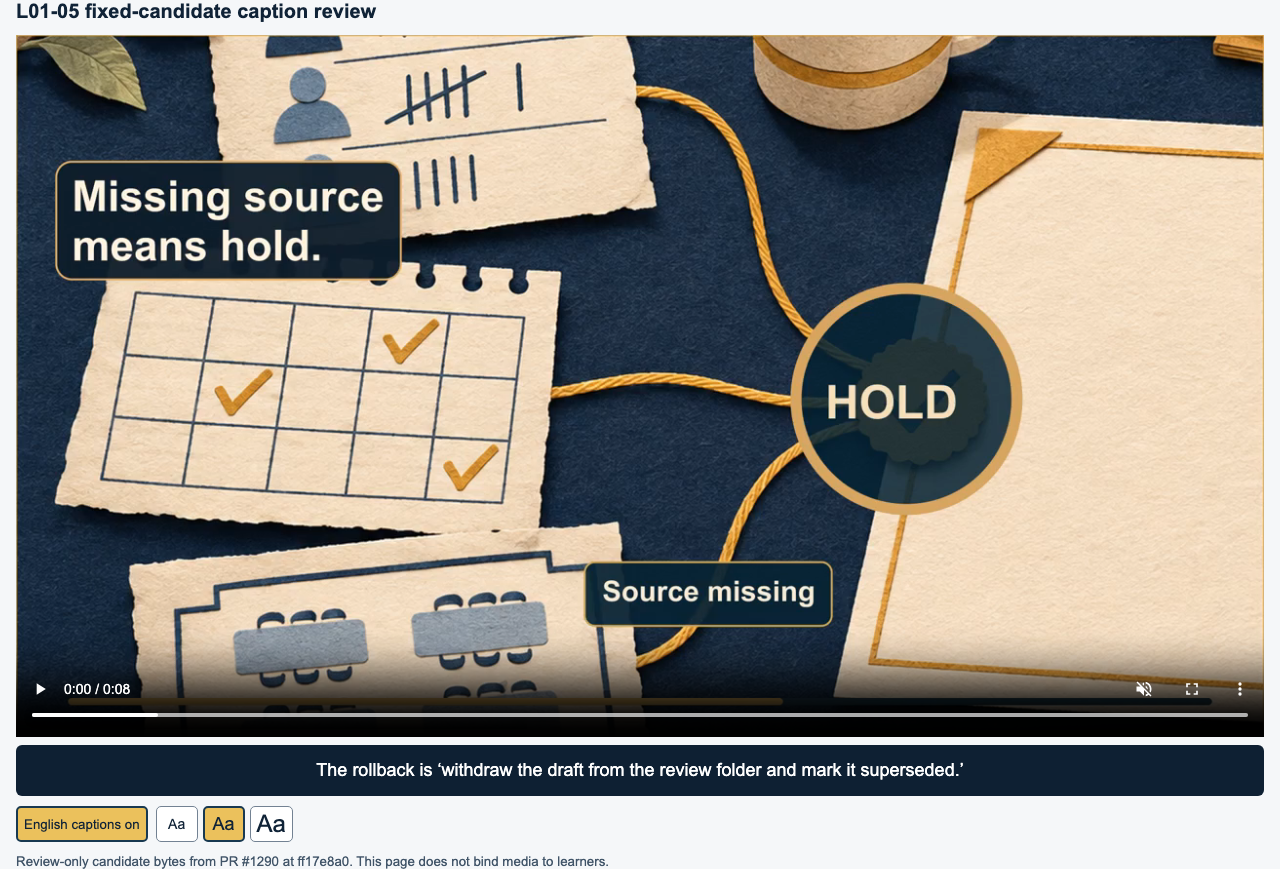 L01-05 fixed-candidate caption review
Missing source
means hold.
HOLD
Source missing
0:00 / 0:08
The rollback is ‘withdraw the draft from the review folder and mark it superseded.’
English captions on
Aa
Aa
Aa
Review-only candidate bytes from PR #1290 at ff17e8a0. This page does not bind media to learners.